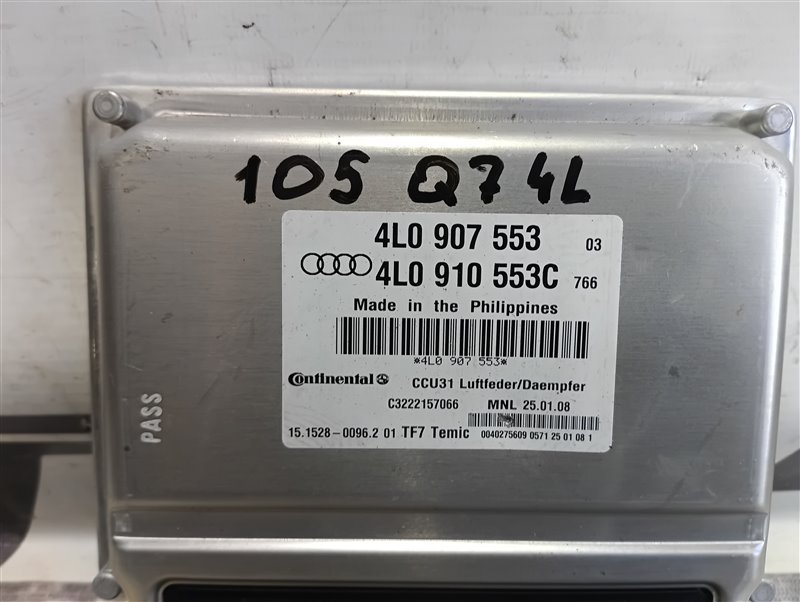 105 Q7 4L
4L0 907 553 03
4L0 910 553C 766
Made in the Philippines
*4L0 907 553*
Continental CCU31 Luftfeder/Daempfer
C3222157066 MNL 25.01.08
15.1528-0096.2 01 TF7 Temic 0040275609 0571 25 01 08 1
PASS